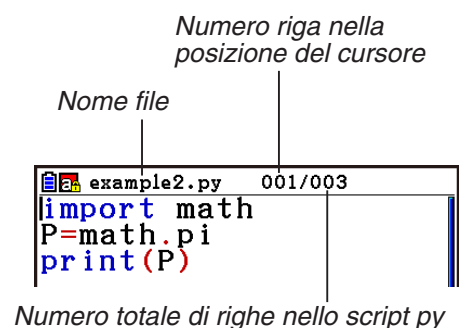 Numero riga nella
posizione del cursore
Nome file
a example2.py 001/003
import math
P=math.pi
print(P)
Numero totale di righe nello script py